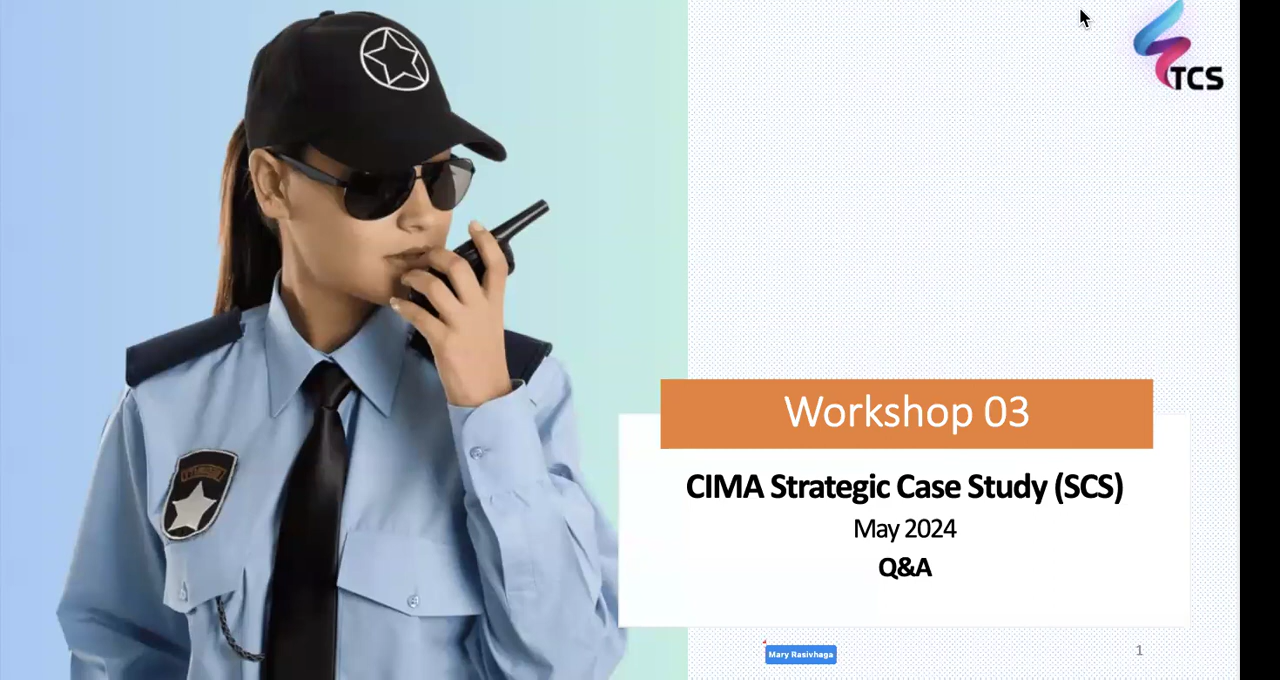 TCS
Workshop 03
CIMA Strategic Case Study (SCS)
May 2024
Q&A
Mary Rasivhaga
1